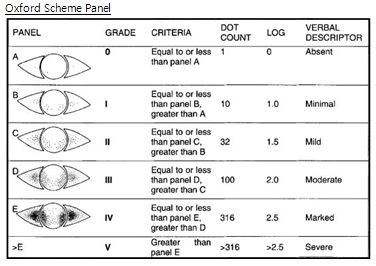 Oxford Scheme Panel
PANEL GRADE CRITERIA DOT COUNT LOG VERBAL DESCRIPTOR
A 0 Equal to or less than panel A 1 0 Absent
B I Equal to or less than panel B, greater than A 10 1.0 Minimal
C II Equal to or less than panel C, greater than B 32 1.5 Mild
D III Equal to or less than panel D, greater than C 100 2.0 Moderate
E IV Equal to or less than panel E, greater than D 316 2.5 Marked
>E V Greater than panel E >316 >2.5 Severe